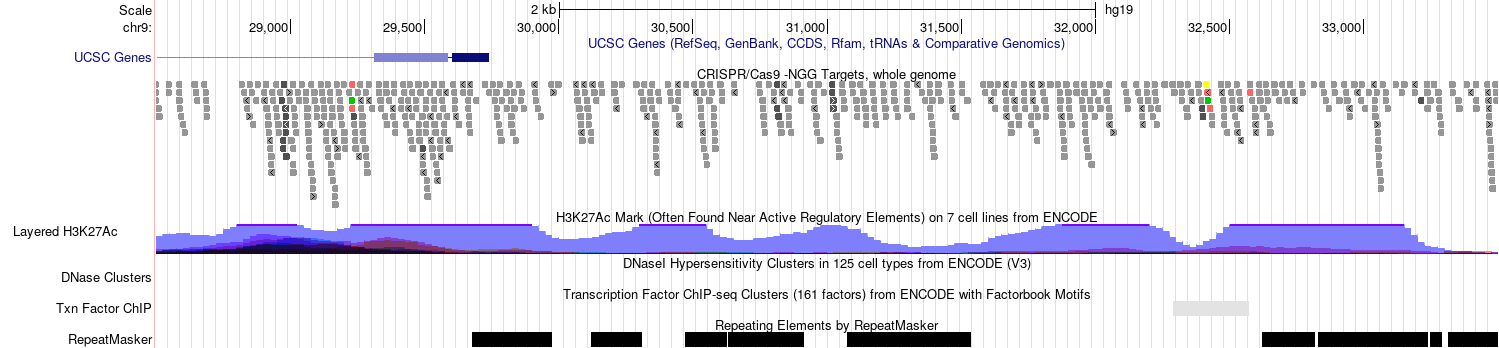 Scale 2 kb hg19
chr9: 29,000 29,500 30,000 30,500 31,000 31,500 32,000 32,500 33,000
UCSC Genes (RefSeq, GenBank, CCDS, Rfam, tRNAs & Comparative Genomics)
UCSC Genes
CRISPR/Cas9 -NGG Targets, whole genome
H3K27Ac Mark (Often Found Near Active Regulatory Elements) on 7 cell lines from ENCODE
Layered H3K27Ac
DNaseI Hypersensitivity Clusters in 125 cell types from ENCODE (V3)
DNase Clusters
Transcription Factor ChIP-seq Clusters (161 factors) from ENCODE with Factorbook Motifs
Txn Factor ChIP
Repeating Elements by RepeatMasker
RepeatMasker